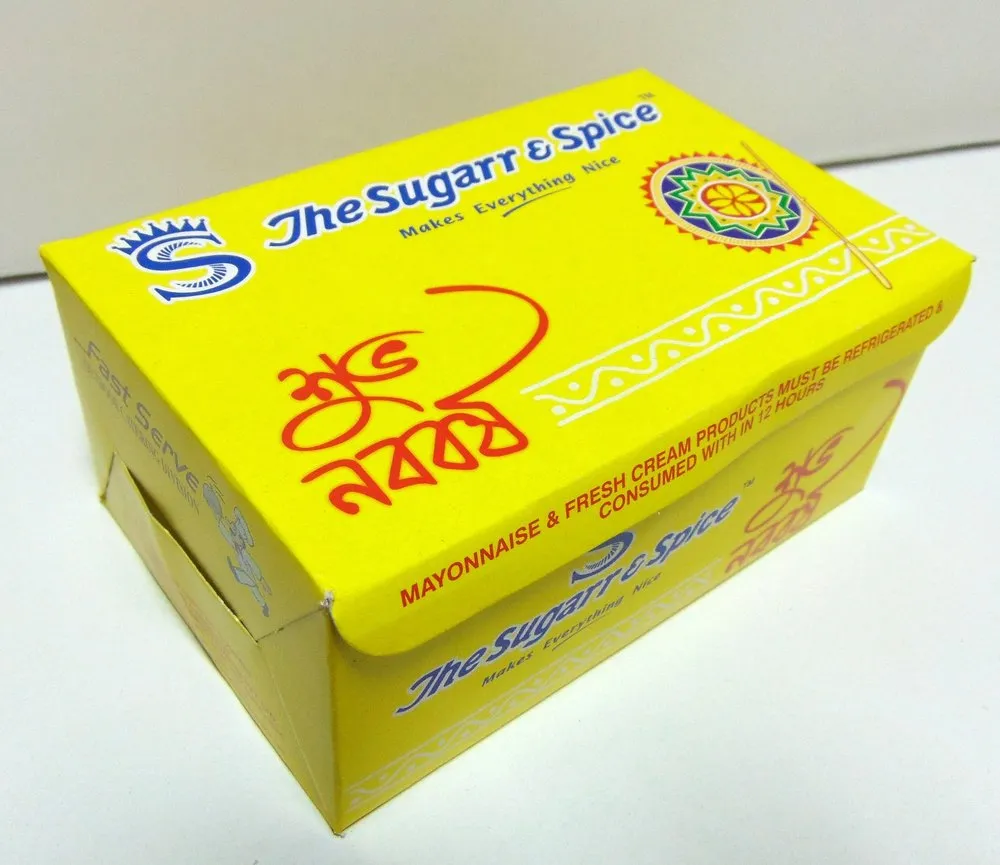 The Sugarr & Spice™
Makes Everything Nice
S
শুভ
নববর্ষ
MAYONNAISE & FRESH CREAM PRODUCTS MUST BE REFRIGERATED &
CONSUMED WITH IN 12 HOURS
The Sugarr & Spice™
Makes Everything Nice
শুভ
নববর্ষ
Fast Serve